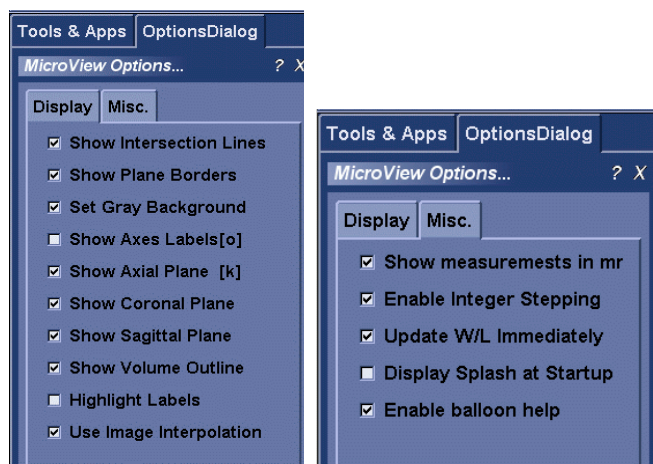 Tools & Apps OptionsDialog
MicroView Options... ? X
Display Misc.
Show Intersection Lines
Show Plane Borders
Set Gray Background
Show Axes Labels[o]
Show Axial Plane [k]
Show Coronal Plane
Show Sagittal Plane
Show Volume Outline
Highlight Labels
Use Image Interpolation
Tools & Apps OptionsDialog
MicroView Options... ? X
Display Misc.
Show measuremests in mr
Enable Integer Stepping
Update W/L Immediately
Display Splash at Startup
Enable balloon help